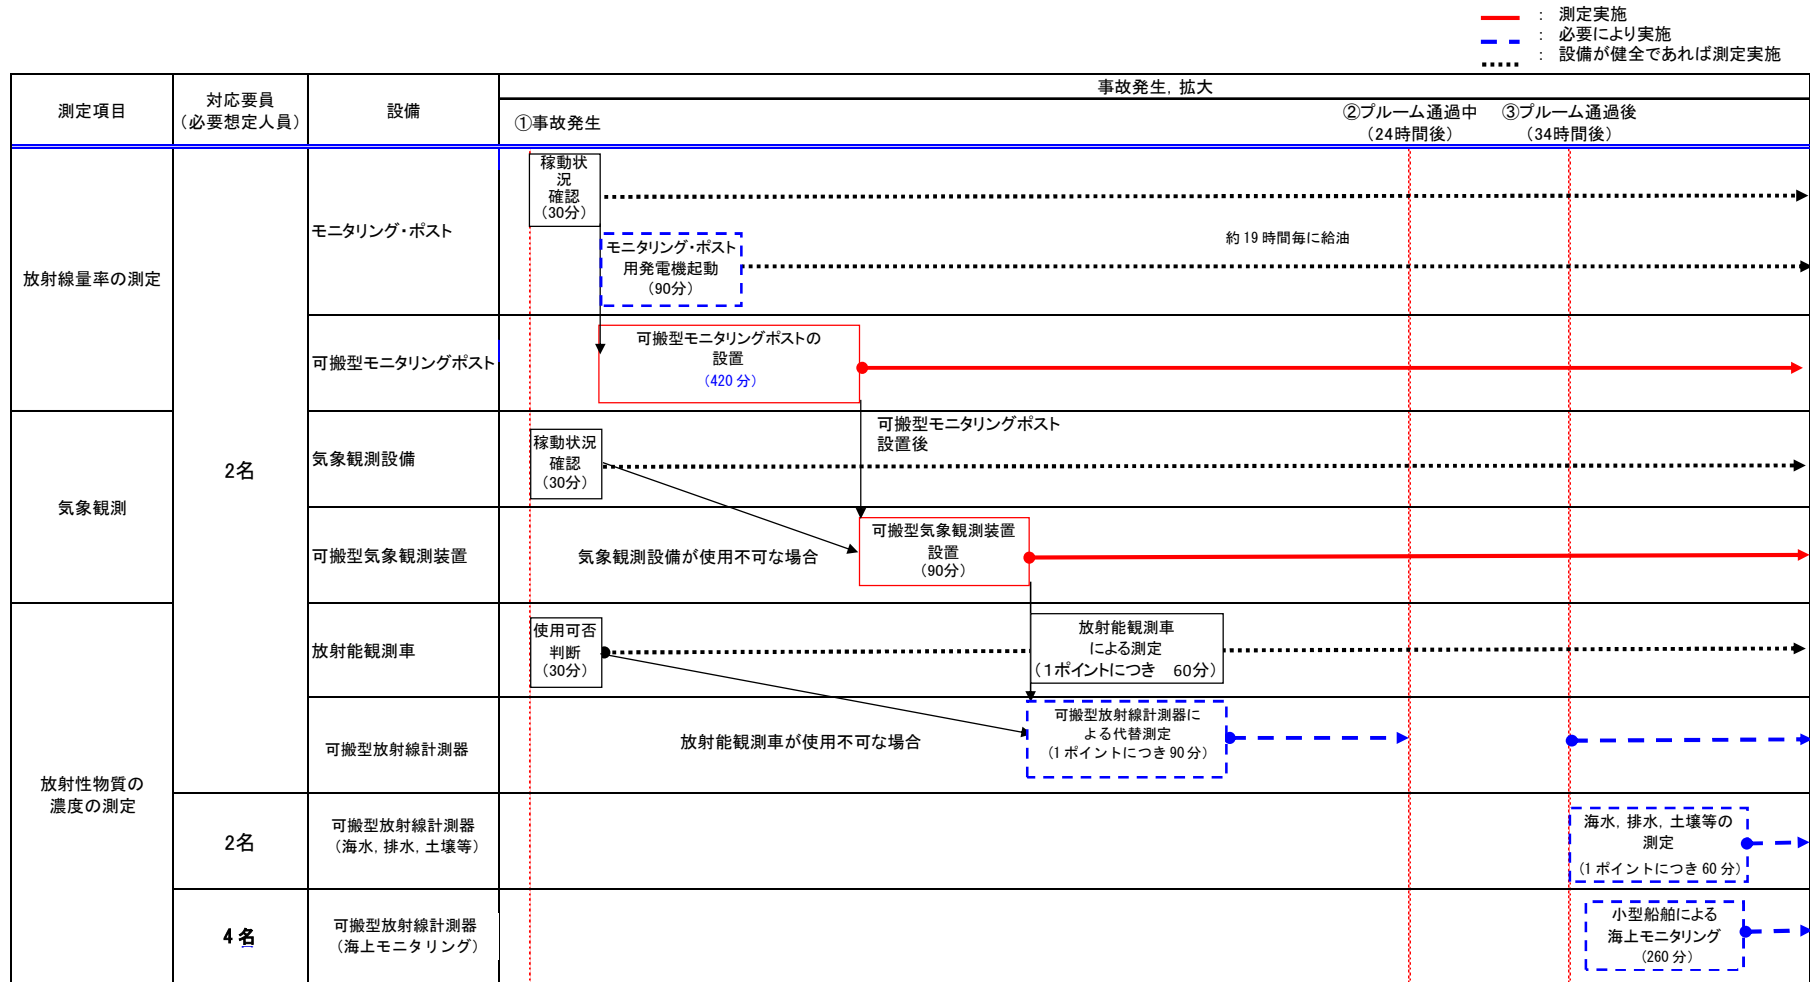 ： 測定実施
： 必要により実施
： 設備が健全であれば測定実施
測定項目
対応要員
（必要想定人員）
設備
事故発生，拡大
①事故発生
②プルーム通過中
（24時間後）
③プルーム通過後
（34時間後）
放射線量率の測定
2名
モニタリング・ポスト
稼動状
況
確認
（30分）
モニタリング・ポスト
用発電機起動
（90分）
約 19 時間毎に給油
可搬型モニタリングポスト
可搬型モニタリングポストの
設置
（420 分）
気象観測
気象観測設備
稼動状況
確認
（30分）
可搬型モニタリングポスト
設置後
可搬型気象観測装置
気象観測設備が使用不可な場合
可搬型気象観測装置
設置
（90分）
放射性物質の
濃度の測定
放射能観測車
使用可否
判断
（30分）
放射能観測車
による測定
（１ポイントにつき　60分）
可搬型放射線計測器
放射能観測車が使用不可な場合
可搬型放射線計測器に
よる代替測定
（1 ポイントにつき 90 分）
2名
可搬型放射線計測器
（海水，排水，土壌等）
海水，排水，土壌等の
測定
（1 ポイントにつき 60 分）
4 名
可搬型放射線計測器
（海上モニタリング）
小型船舶による
海上モニタリング
（260 分）